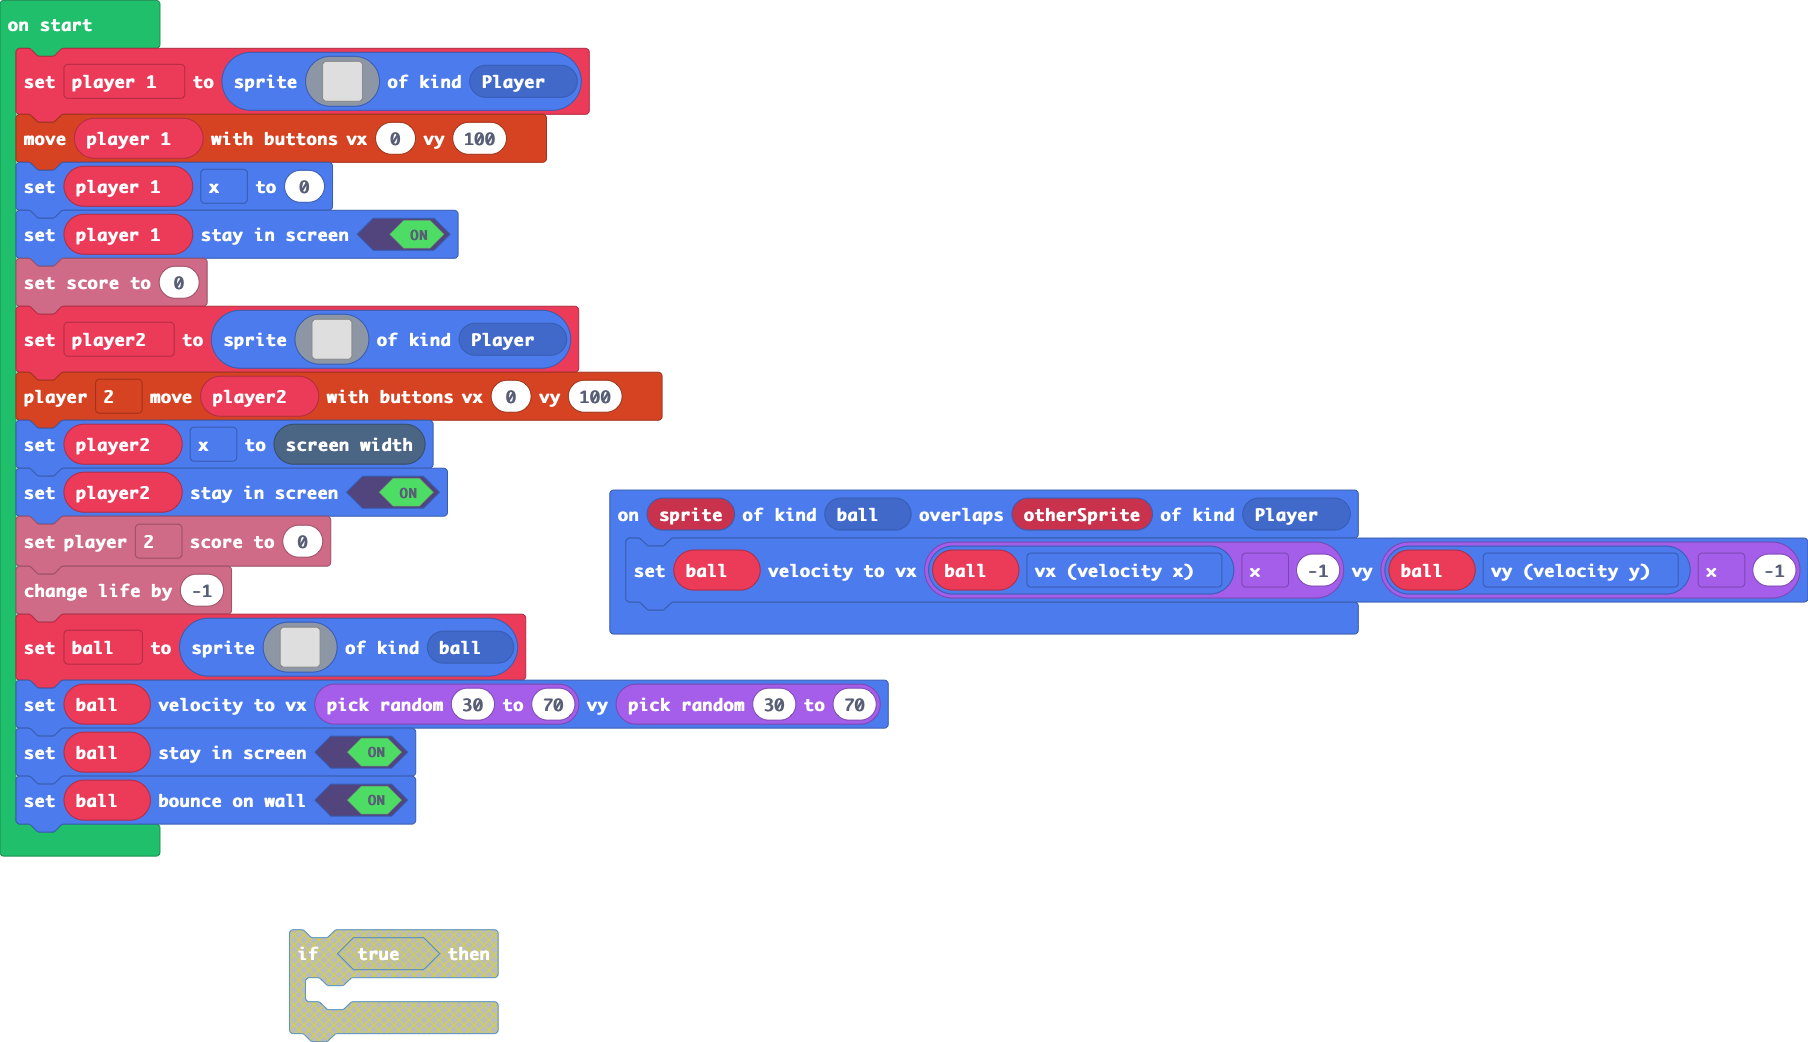 on start
set player 1 to sprite of kind Player
move player 1 with buttons vx 0 vy 100
set player 1 x to 0
set player 1 stay in screen ON
set score to 0
set player2 to sprite of kind Player
player 2 move player2 with buttons vx 0 vy 100
set player2 x to screen width
set player2 stay in screen ON
set player 2 score to 0
change life by -1
set ball to sprite of kind ball
set ball velocity to vx pick random 30 to 70 vy pick random 30 to 70
set ball stay in screen ON
set ball bounce on wall ON
on sprite of kind ball overlaps otherSprite of kind Player
set ball velocity to vx ball vx (velocity x) x -1 vy ball vy (velocity y) x -1
if true then